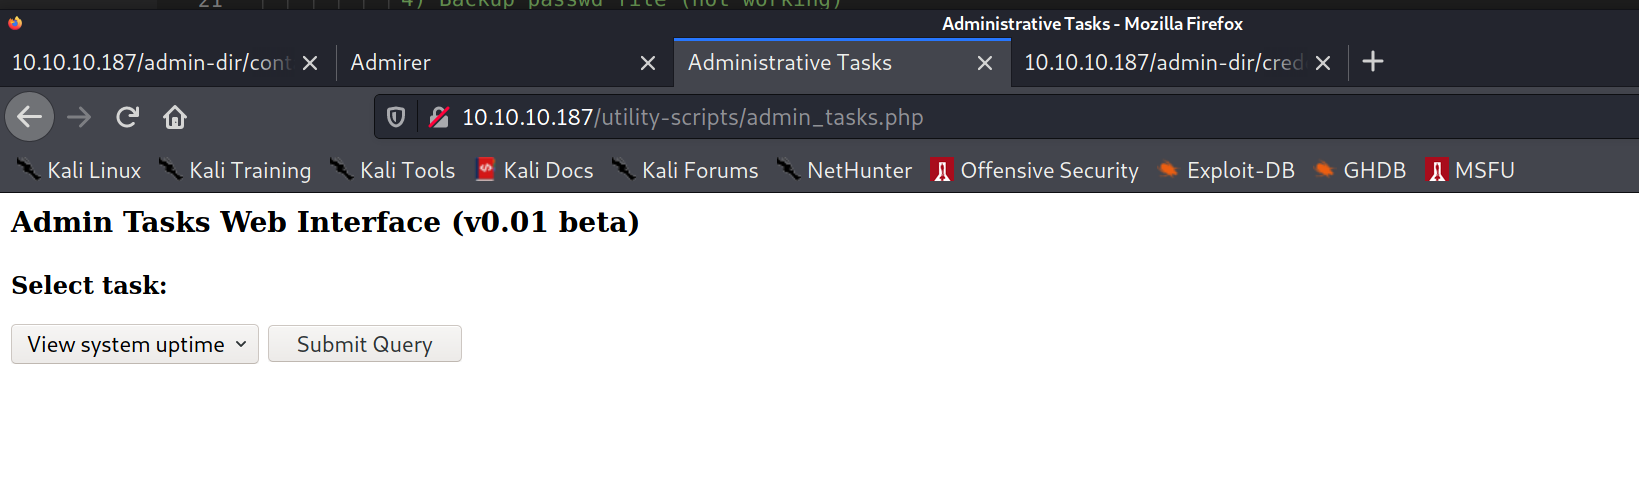 21 4) Backup passwd file (not working)
Administrative Tasks - Mozilla Firefox
10.10.10.187/admin-dir/cont Admirer Administrative Tasks 10.10.10.187/admin-dir/cred
10.10.10.187/utility-scripts/admin_tasks.php
Kali Linux Kali Training Kali Tools Kali Docs Kali Forums NetHunter Offensive Security Exploit-DB GHDB MSFU
Admin Tasks Web Interface (v0.01 beta)
Select task:
View system uptime Submit Query